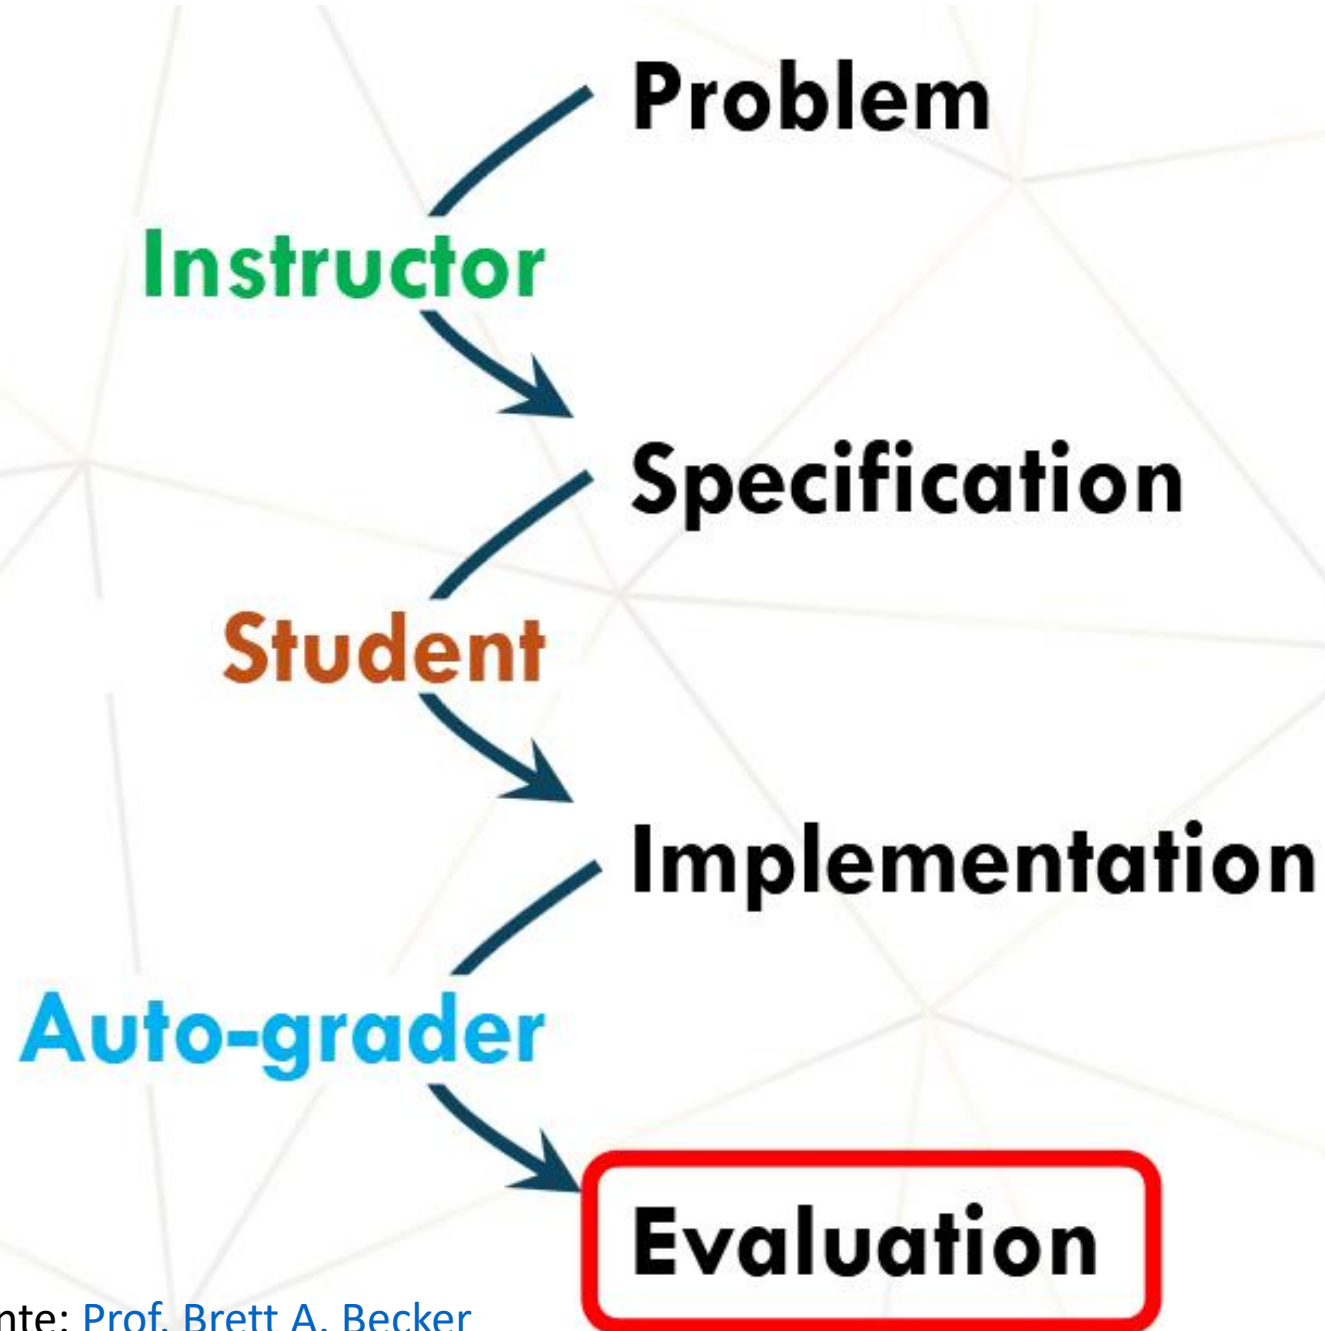 Problem
Instructor
Specification
Student
Implementation
Auto-grader
Evaluation
nte: Prof. Brett A. Becker